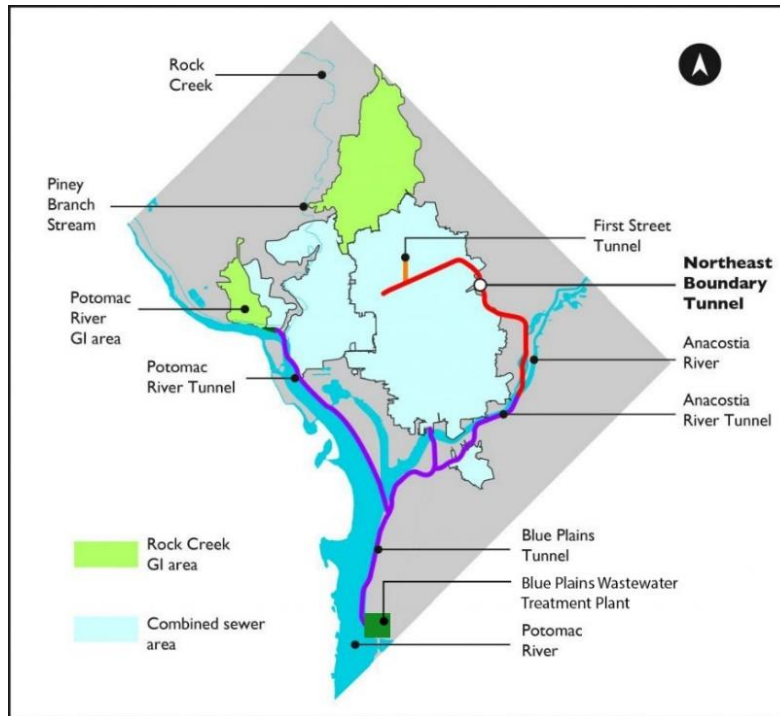 Rock
Creek
Piney
Branch
Stream
First Street
Tunnel
Northeast
Boundary
Tunnel
Potomac
River
GI area
Potomac
River Tunnel
Anacostia
River
Anacostia
River Tunnel
Rock Creek
GI area
Combined sewer
area
Blue Plains
Tunnel
Blue Plains Wastewater
Treatment Plant
Potomac
River